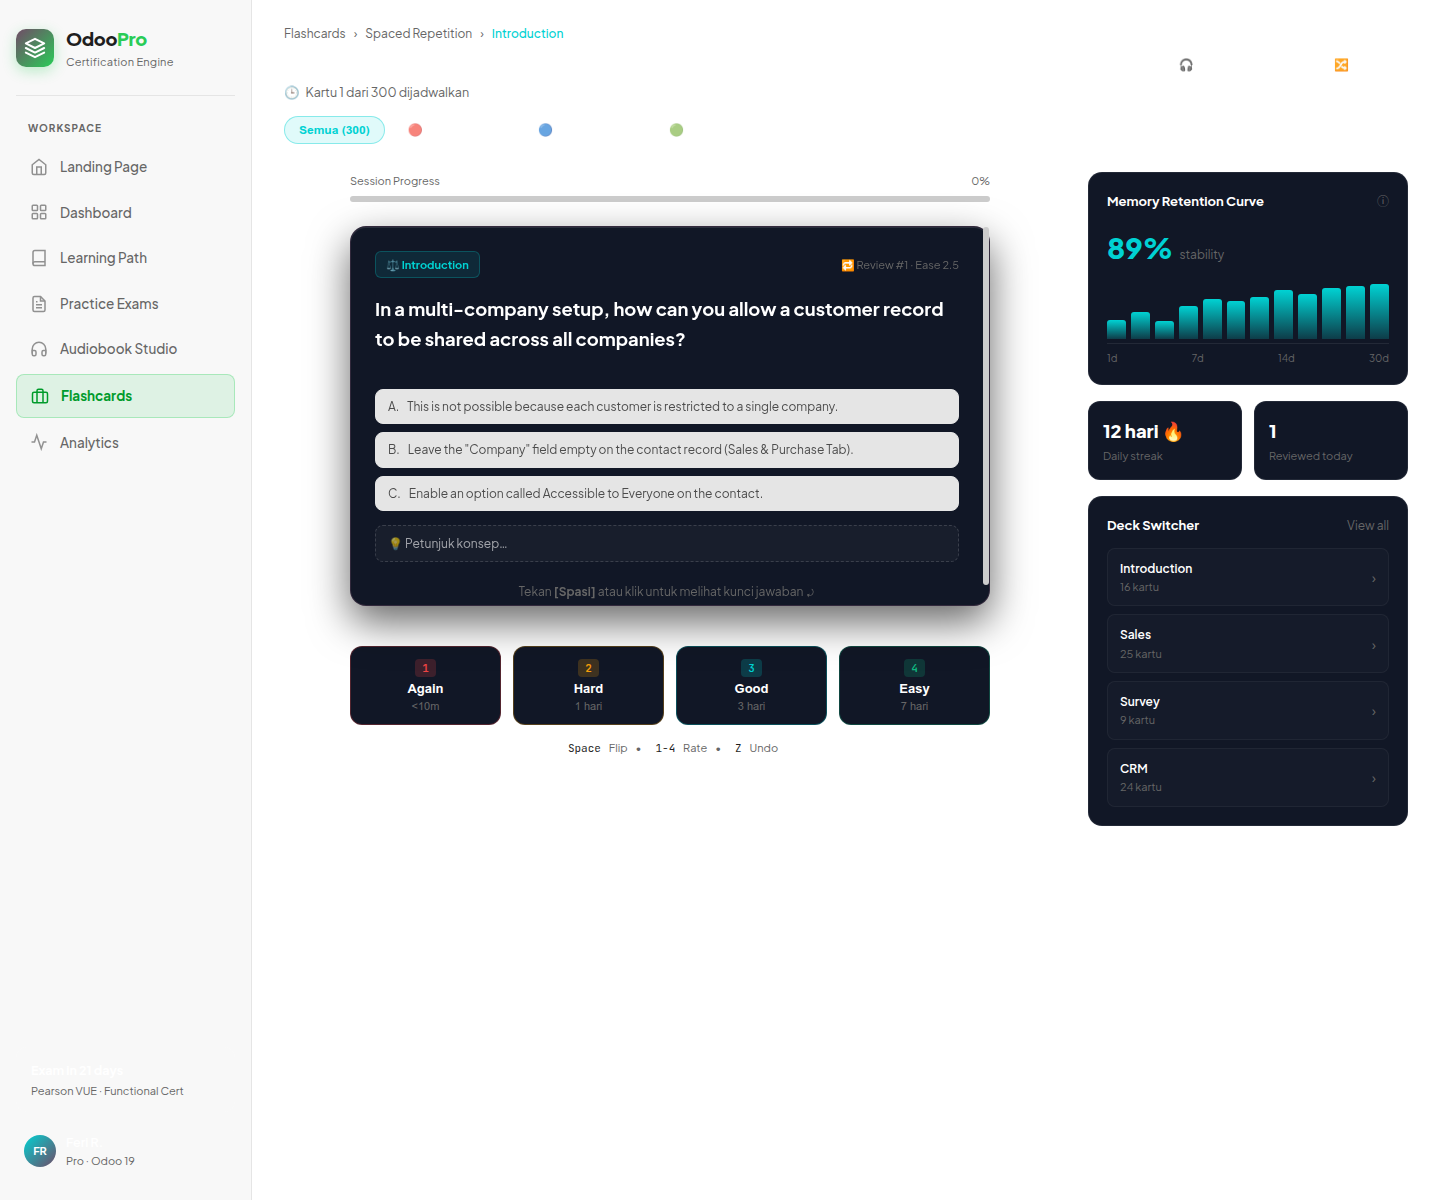 OdooPro
Certification Engine
WORKSPACE
Landing Page
Dashboard
Learning Path
Practice Exams
Audiobook Studio
Flashcards
Analytics
Exam in 21 days
Pearson VUE · Functional Cert
FR
Pro · Odoo 19
Flashcards › Spaced Repetition › Introduction
Kartu 1 dari 300 dijadwalkan
Semua (300)
Session Progress 0%
Introduction
Review #1 · Ease 2.5
In a multi-company setup, how can you allow a customer record
to be shared across all companies?
A. This is not possible because each customer is restricted to a single company.
B. Leave the "Company" field empty on the contact record (Sales & Purchase Tab).
C. Enable an option called Accessible to Everyone on the contact.
Petunjuk konsep...
Tekan [Spasi] atau klik untuk melihat kunci jawaban
1
Again
<10m
2
Hard
1 hari
3
Good
3 hari
4
Easy
7 hari
Space Flip • 1-4 Rate • Z Undo
Memory Retention Curve
89% stability
1d 7d 14d 30d
12 hari
Daily streak
1
Reviewed today
Deck Switcher View all
Introduction
16 kartu
Sales
25 kartu
Survey
9 kartu
CRM
24 kartu